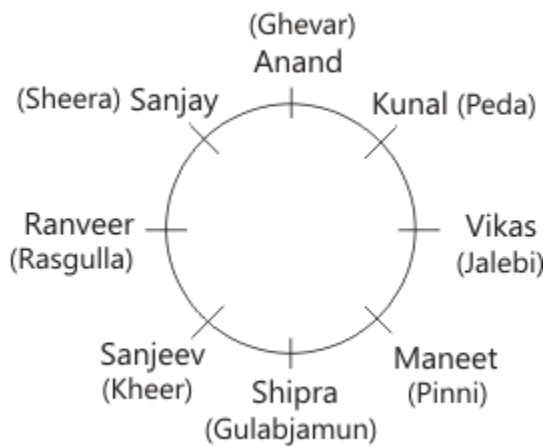 (Ghevar)
Anand
(Sheera) Sanjay
Kunal (Peda)
Ranveer
(Rasgulla)
Vikas
(Jalebi)
Sanjeev
(Kheer)
Maneet
(Pinni)
Shipra
(Gulabjamun)